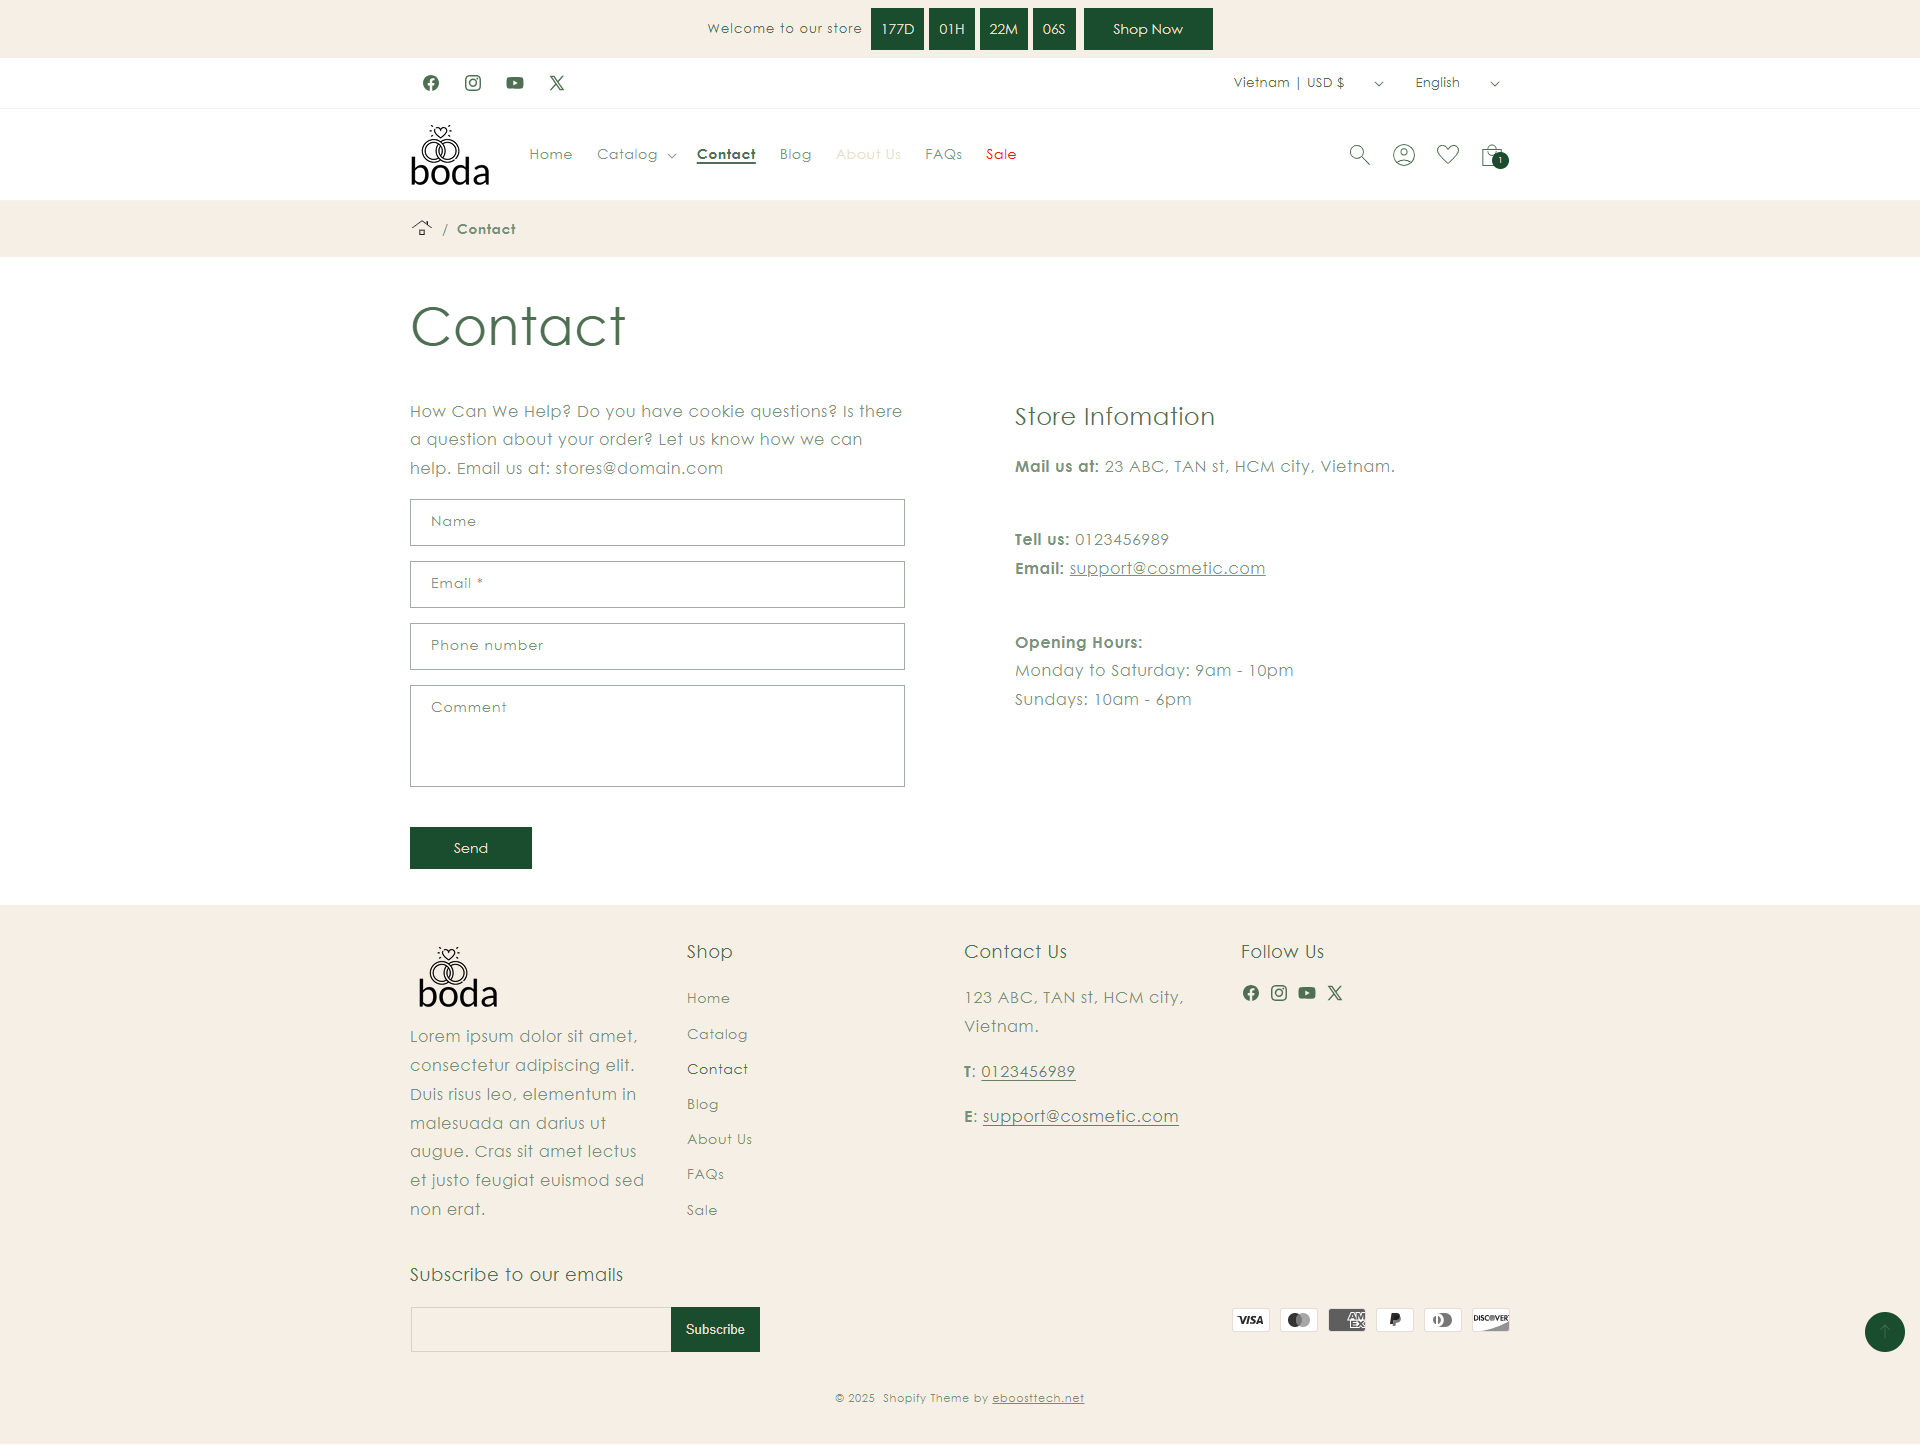 Welcome to our store 177D 01H 22M 06S Shop Now
Vietnam | USD $ English
boda
Home Catalog Contact Blog About Us FAQs Sale
1
/ Contact
Contact
How Can We Help? Do you have cookie questions? Is there
a question about your order? Let us know how we can
help. Email us at: stores@domain.com
Name
Email *
Phone number
Comment
Send
Store Infomation
Mail us at: 23 ABC, TAN st, HCM city, Vietnam.
Tell us: 0123456989
Email: support@cosmetic.com
Opening Hours:
Monday to Saturday: 9am - 10pm
Sundays: 10am - 6pm
boda
Lorem ipsum dolor sit amet,
consectetur adipiscing elit.
Duis risus leo, elementum in
malesuada an darius ut
augue. Cras sit amet lectus
et justo feugiat euismod sed
non erat.
Shop
Home
Catalog
Contact
Blog
About Us
FAQs
Sale
Contact Us
123 ABC, TAN st, HCM city,
Vietnam.
T: 0123456989
E: support@cosmetic.com
Follow Us
Subscribe to our emails
Subscribe
VISA
AM
EX
DISCOVER
© 2025 Shopify Theme by eboosttech.net